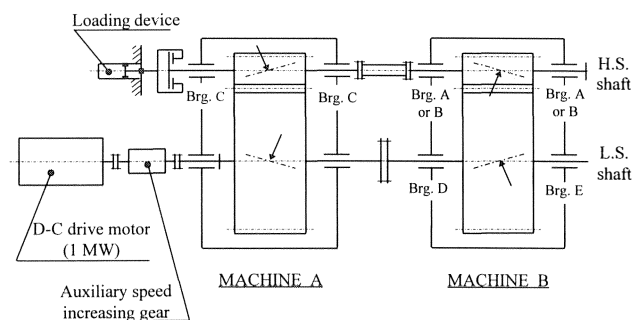 Loading device
H.S.
shaft
Brg. C
Brg. C
Brg. A
or B
Brg. A
or B
L.S.
shaft
Brg. D
Brg. E
D-C drive motor
(1 MW)
MACHINE A
MACHINE B
Auxiliary speed
increasing gear